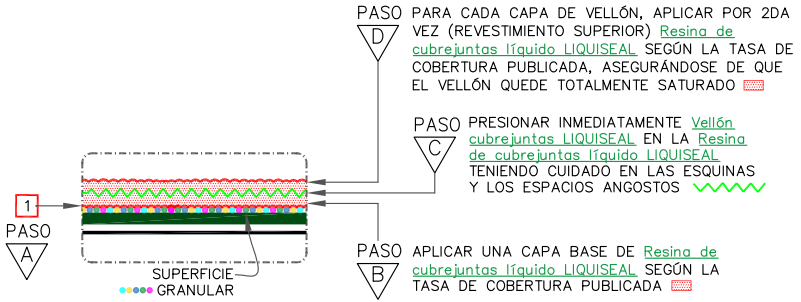 PASO
D
PARA CADA CAPA DE VELLÓN, APLICAR POR 2DA
VEZ (REVESTIMIENTO SUPERIOR) Resina de
cubrejuntas líquido LIQUISEAL SEGÚN LA TASA DE
COBERTURA PUBLICADA, ASEGURÁNDOSE DE QUE
EL VELLÓN QUEDE TOTALMENTE SATURADO
PASO
C
PRESIONAR INMEDIATAMENTE Vellón
cubrejuntas LIQUISEAL EN LA Resina
de cubrejuntas líquido LIQUISEAL
TENIENDO CUIDADO EN LAS ESQUINAS
Y LOS ESPACIOS ANGOSTOS
1
PASO
A
SUPERFICIE
GRANULAR
PASO
B
APLICAR UNA CAPA BASE DE Resina de
cubrejuntas líquido LIQUISEAL SEGÚN LA
TASA DE COBERTURA PUBLICADA